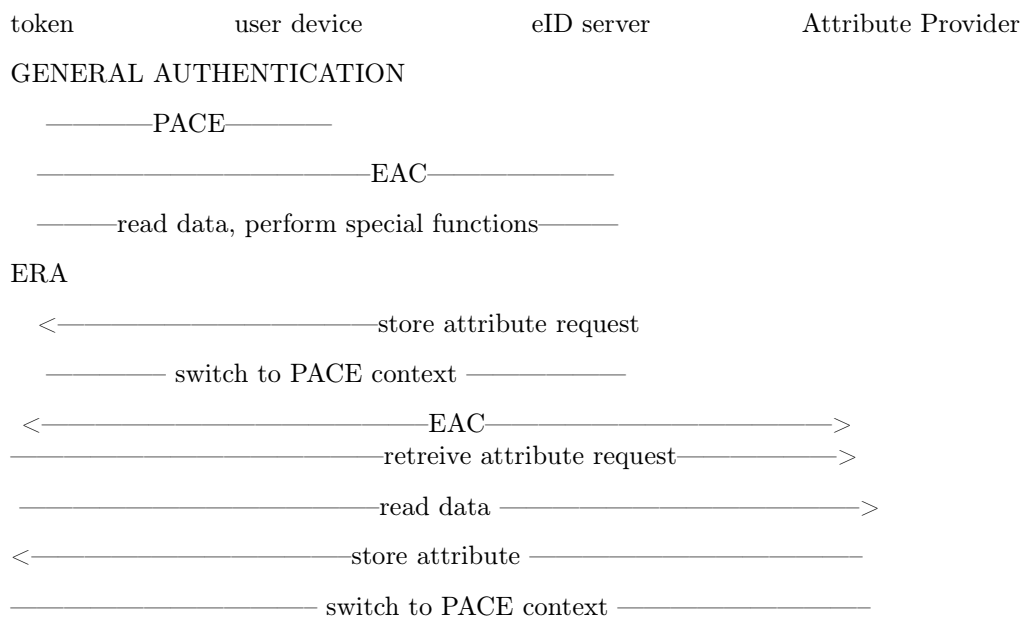 token user device eID server Attribute Provider
GENERAL AUTHENTICATION
————PACE————
————————————EAC———————
———read data, perform special functions———
ERA
<————————————store attribute request
————— switch to PACE context ——————
<——————————————EAC—————————————>
——————————————retreive attribute request——————>
—————————————read data —————————————>
<————————————store attribute ————————————
———————————— switch to PACE context —————————